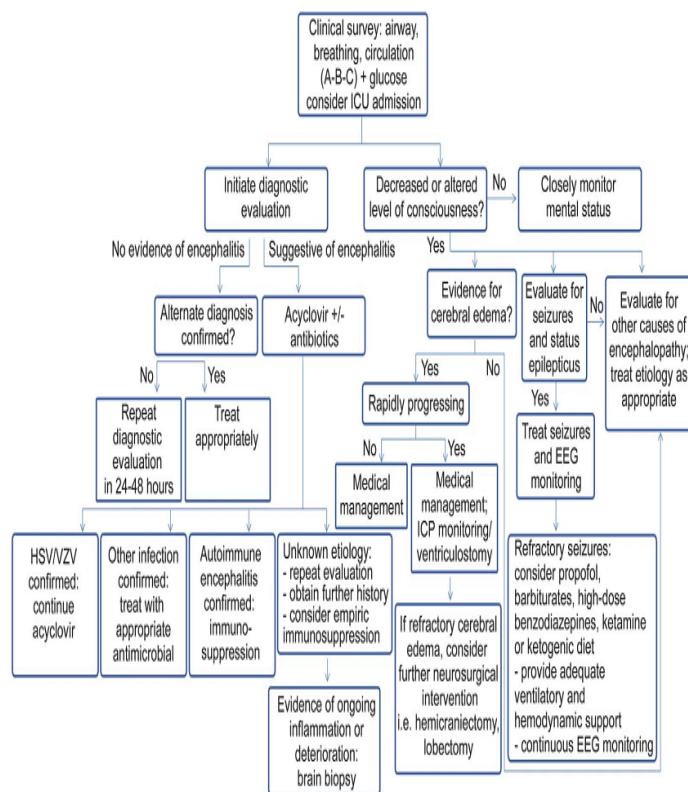 Clinical survey: airway,
breathing, circulation
(A-B-C) + glucose
consider ICU admission
Initiate diagnostic
evaluation
Decreased or altered
level of consciousness?
No
Closely monitor
mental status
No evidence of encephalitis
Suggestive of encephalitis
Yes
Alternate diagnosis
confirmed?
Acyclovir +/-
antibiotics
Evidence for
cerebral edema?
Evaluate for
seizures
and status
epilepticus
No
Evaluate for
other causes of
encephalopathy;
treat etiology as
appropriate
No
Yes
Repeat
diagnostic
evaluation
in 24-48 hours
Treat
appropriately
Yes
No
Rapidly progressing
Yes
Treat seizures
and EEG
monitoring
No
Yes
Medical
management
Medical
management;
ICP monitoring/
ventriculostomy
HSV/VZV
confirmed:
continue
acyclovir
Other infection
confirmed:
treat with
appropriate
antimicrobial
Autoimmune
encephalitis
confirmed:
immuno-
suppression
Unknown etiology:
- repeat evaluation
- obtain further history
- consider empiric
immunosuppression
Refractory seizures:
consider propofol,
barbiturates, high-dose
benzodiazepines, ketamine
or ketogenic diet
- provide adequate
ventilatory and
hemodynamic support
- continuous EEG monitoring
If refractory cerebral
edema, consider
further neurosurgical
intervention
i.e. hemicraniectomy,
lobectomy
Evidence of ongoing
inflammation or
deterioration:
brain biopsy